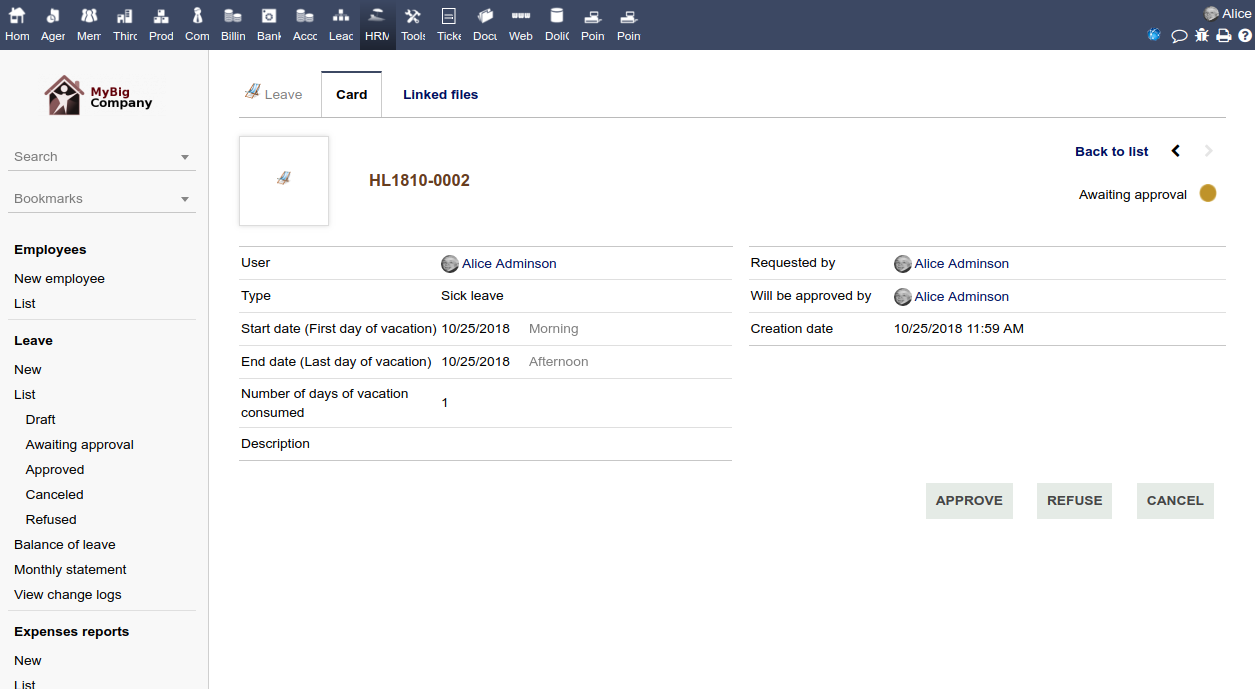 Hom Agen Mem Third Prod Com Billin Bank Acco Lead HRM Tools Ticke Docu Web DoliC Poin Poin
Alice
MyBig
Company
Search
Bookmarks
Employees
New employee
List
Leave
New
List
Draft
Awaiting approval
Approved
Canceled
Refused
Balance of leave
Monthly statement
View change logs
Expenses reports
New
List
Leave Card Linked files
HL1810-0002
Back to list
Awaiting approval
User Alice Adminson
Type Sick leave
Start date (First day of vacation) 10/25/2018 Morning
End date (Last day of vacation) 10/25/2018 Afternoon
Number of days of vacation
consumed 1
Description
Requested by Alice Adminson
Will be approved by Alice Adminson
Creation date 10/25/2018 11:59 AM
APPROVE REFUSE CANCEL